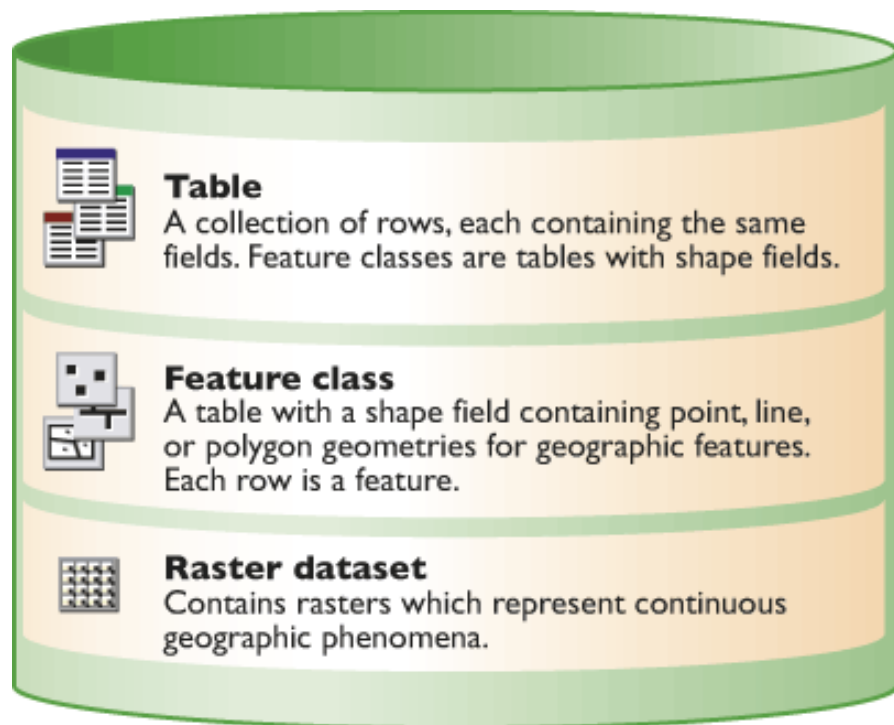 Table
A collection of rows, each containing the same
fields. Feature classes are tables with shape fields.
Feature class
A table with a shape field containing point, line,
or polygon geometries for geographic features.
Each row is a feature.
Raster dataset
Contains rasters which represent continuous
geographic phenomena.